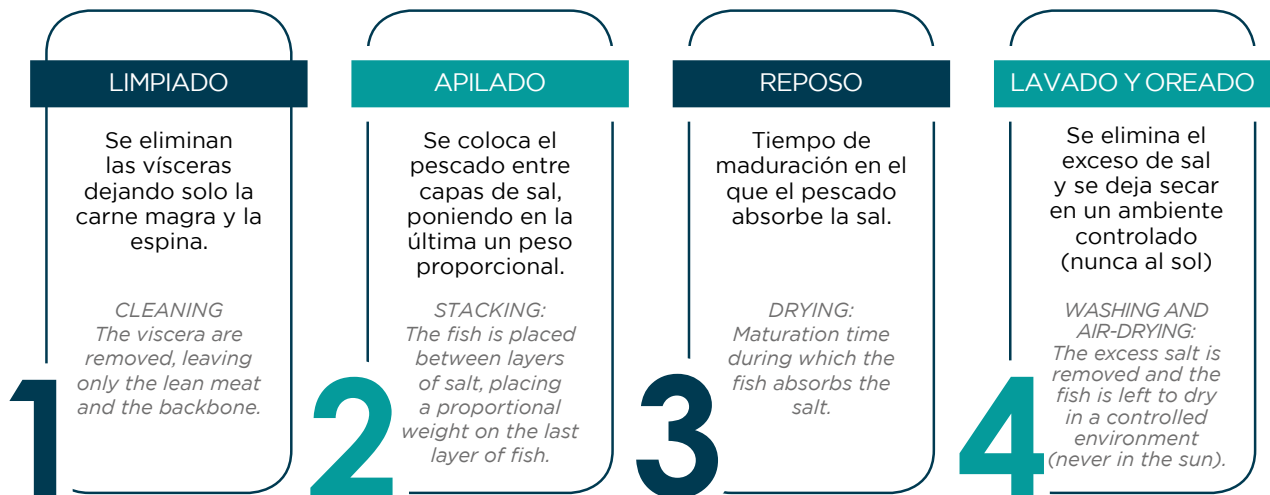 LIMPIADO
Se eliminan
las vísceras
dejando solo la
carne magra y la
espina.
CLEANING
The viscera are
removed, leaving
only the lean meat
and the backbone.
1
APILADO
Se coloca el
pescado entre
capas de sal,
poniendo en la
última un peso
proporcional.
STACKING:
The fish is placed
between layers
of salt, placing
a proportional
weight on the last
layer of fish.
2
REPOSO
Tiempo de
maduración en el
que el pescado
absorbe la sal.
DRYING:
Maturation time
during which the
fish absorbs the
salt.
3
LAVADO Y OREADO
Se elimina el
exceso de sal
y se deja secar
en un ambiente
controlado
(nunca al sol)
WASHING AND
AIR-DRYING:
The excess salt is
removed and the
fish is left to dry
in a controlled
environment
(never in the sun).
4